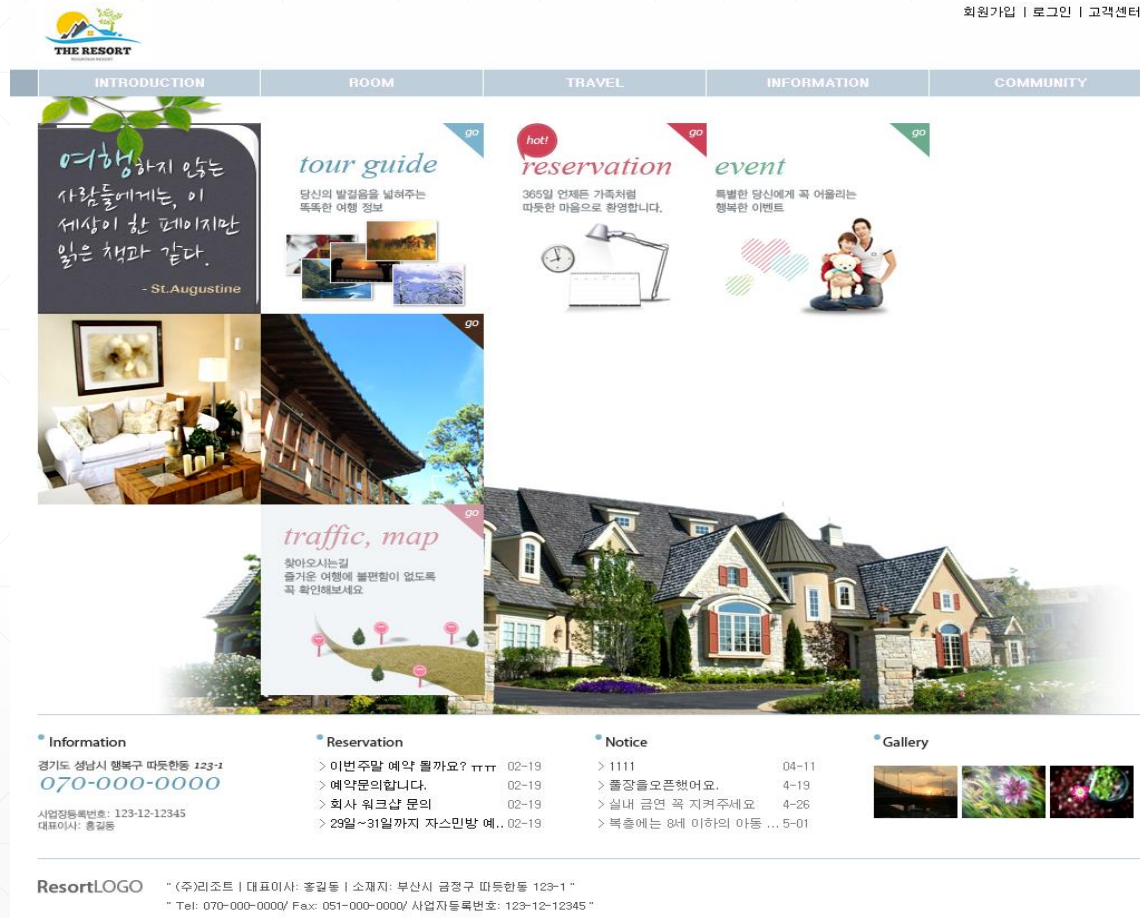 회원가입 | 로그인 | 고객센터
THE RESORT
INTRODUCTION
ROOM
TRAVEL
INFORMATION
COMMUNITY
여행하지 않는
사람들에게는, 이
세상이 한 페이지만
읽은 책과 같다.
- St.Augustine
go
tour guide
당신의 발걸음을 넓혀주는
똑똑한 여행 정보
hot!
go
reservation
365일 언제든 가족처럼
따듯한 마음으로 환영합니다.
go
event
특별한 당신에게 꼭 어울리는
행복한 이벤트
go
go
traffic, map
찾아오시는길
즐거운 여행에 불편함이 없도록
꼭 확인해보세요
Information
경기도 성남시 행복구 따듯한동 123-1
070-000-0000
사업장등록번호: 123-12-12345
대표이사: 홍길동
Reservation
> 이번주말 예약 될까요? ㅠㅠ 02-19
> 예약문의합니다. 02-19
> 회사 워크샵 문의 02-19
> 29일~31일까지 자스민방 예.. 02-19
Notice
> 1111 04-11
> 풀장을오픈했어요. 4-19
> 실내 금연 꼭 지켜주세요 4-26
> 복층에는 8세 이하의 아동 ... 5-01
Gallery
ResortLOGO
" (주)리조트 | 대표이사: 홍길동 | 소재지: 부산시 금정구 따듯한동 123-1 "
" Tel: 070-000-0000/ Fax: 051-000-0000/ 사업자등록번호: 123-12-12345 "